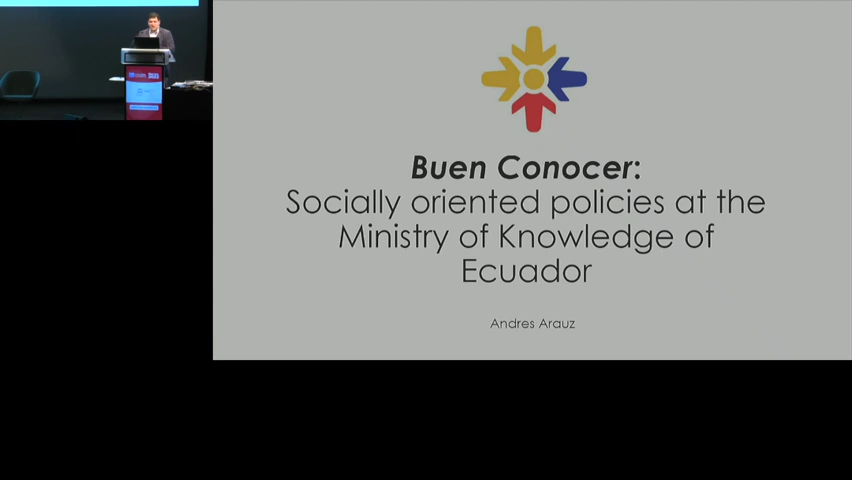 Buen Conocer:
Socially oriented policies at the
Ministry of Knowledge of
Ecuador
Andres Arauz